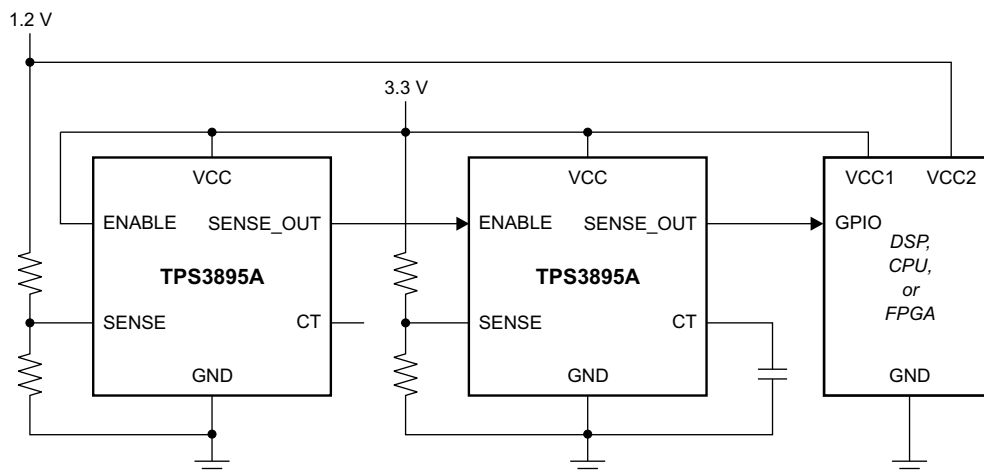 1.2 V
3.3 V
VCC
ENABLE
SENSE_OUT
TPS3895A
SENSE
CT
GND
VCC
ENABLE
SENSE_OUT
TPS3895A
SENSE
CT
GND
VCC1
VCC2
GPIO
DSP,
CPU,
or
FPGA
GND